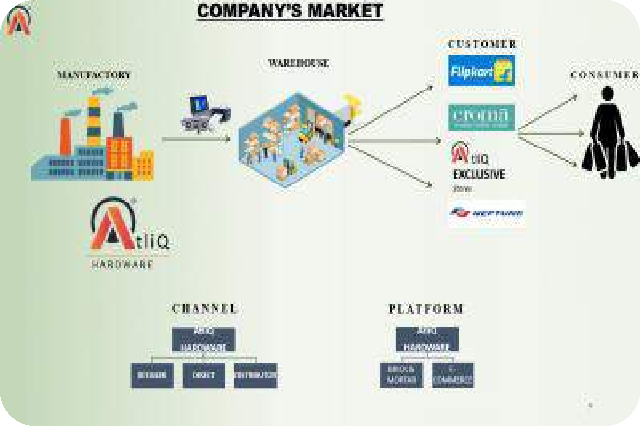 COMPANY'S MARKET
MANUFACTORY
WAREHOUSE
CUSTOMER
CONSUMER
Flipkart
croma
AtliQ
EXCLUSIVE
Store
NEPTUNE
AtliQ
HARDWARE
CHANNEL
PLATFORM
AtliQ
HARDWARE
RETAILER
DIRECT
DISTRIBUTOR
AtliQ
HARDWARE
BRICK &
MORTAR
E-
COMMERCE